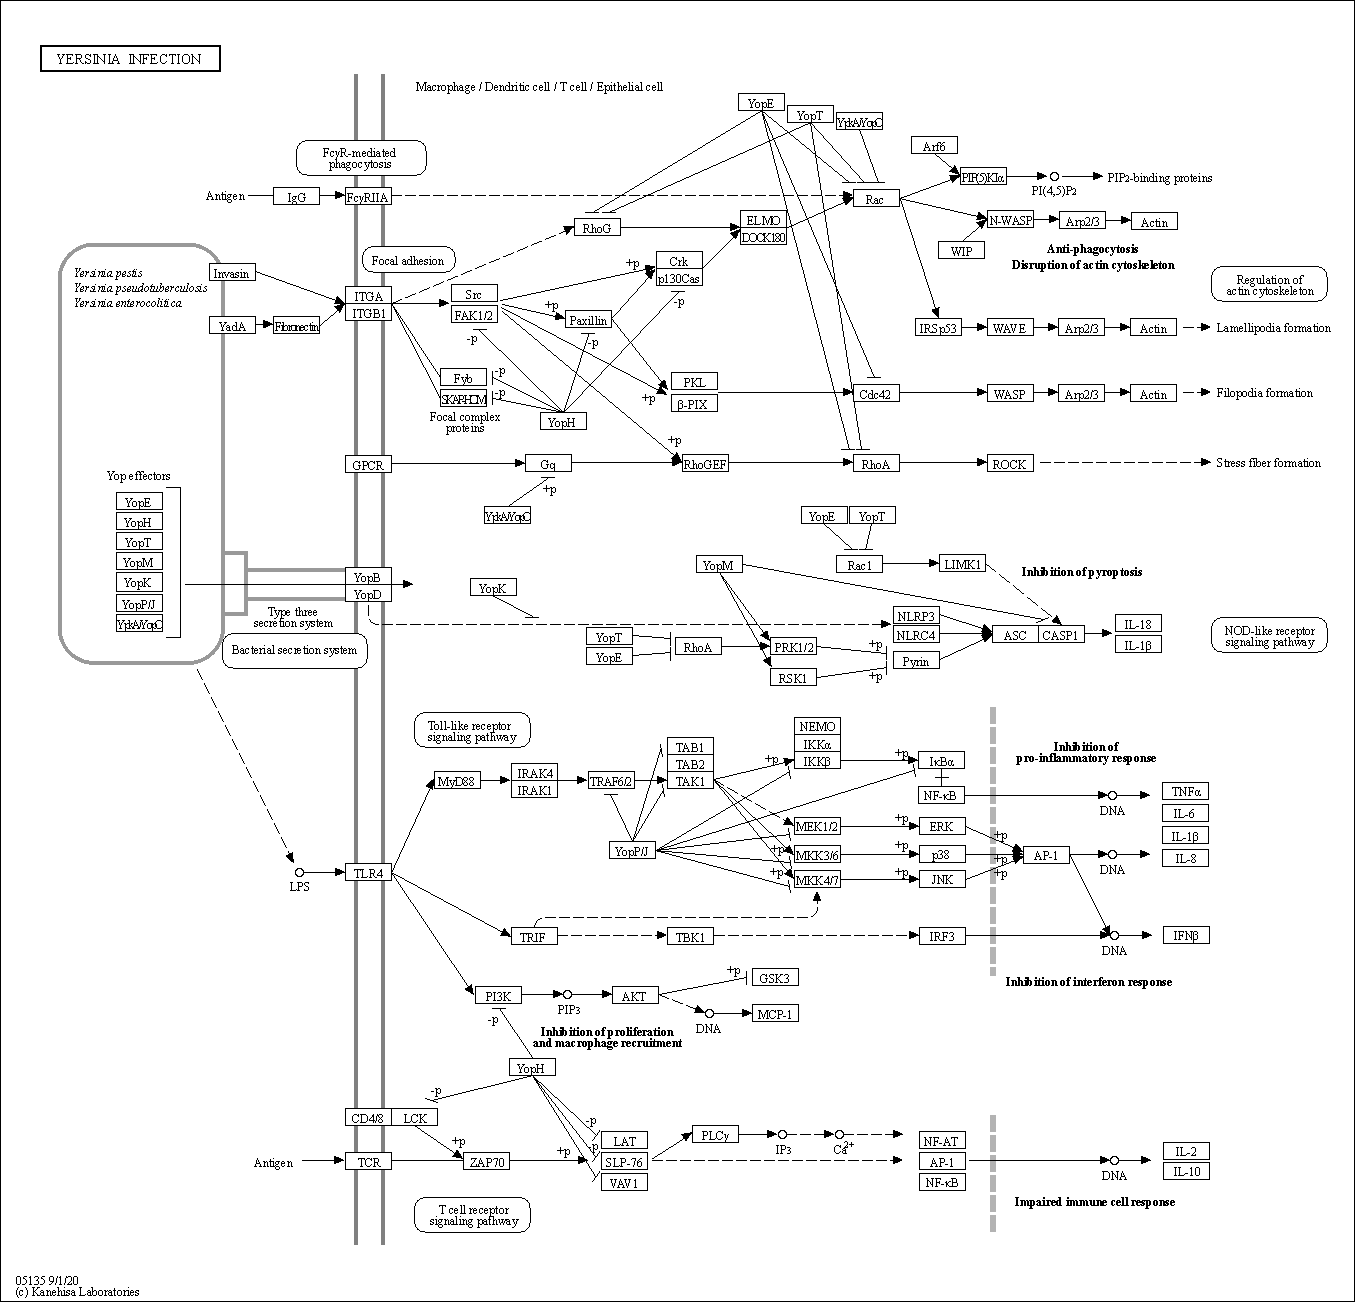 YERSINIA INFECTION
Macrophage / Dendritic cell / T cell / Epithelial cell
YopE
YopT
YpkA/YopO
FcγR-mediated
phagocytosis
Arf6
Antigen
IgG
FcγRIIA
Rac
PIP(5)KIα
PI(4,5)P2
PIP2-binding proteins
RhoG
ELMO
DOCK180
N-WASP
Arp2/3
Actin
WIP
Anti-phagocytosis
Disruption of actin cytoskeleton
Focal adhesion
Yersinia pestis
Yersinia pseudotuberculosis
Yersinia enterocolitica
Invasin
YadA
Fibronectin
ITGA
ITGB1
Src
FAK1/2
+p
+p
Paxillin
Crk
p130Cas
-p
-p
-p
Regulation of
actin cytoskeleton
IRSp53
WAVE
Arp2/3
Actin
Lamellipodia formation
Fyb
SKAP-HOM
-p
-p
Focal complex
proteins
YopH
+p
PKL
β-PIX
Cdc42
WASP
Arp2/3
Actin
Filopodia formation
GPCR
Gq
+p
+p
RhoGEF
RhoA
ROCK
Stress fiber formation
YpkA/YopO
Yop effectors
YopE
YopH
YopT
YopM
YopK
YopP/J
YpkA/YopO
YopE
YopT
Rac1
LIMK1
Inhibition of pyroptosis
YopB
YopD
Type three
secretion system
Bacterial secretion system
YopK
YopM
YopT
YopE
RhoA
PRK1/2
RSK1
+p
+p
NLRP3
NLRC4
Pyrin
ASC
CASP1
IL-18
IL-1β
NOD-like receptor
signaling pathway
Toll-like receptor
signaling pathway
MyD88
IRAK4
IRAK1
TRAF6/2
TAB1
TAB2
TAK1
NEMO
IKKα
IKKβ
+p
+p
IκBα
NF-κB
Inhibition of
pro-inflammatory response
DNA
TNFα
IL-6
IL-1β
IL-8
YopP/J
MEK1/2
MKK3/6
MKK4/7
+p
+p
+p
+p
+p
ERK
p38
JNK
+p
+p
+p
AP-1
DNA
LPS
TLR4
TRIF
TBK1
IRF3
DNA
IFNβ
Inhibition of interferon response
PI3K
-p
PIP3
AKT
+p
GSK3
DNA
MCP-1
Inhibition of proliferation
and macrophage recruitment
YopH
-p
-p
-p
CD4/8
LCK
+p
Antigen
TCR
ZAP70
+p
LAT
SLP-76
VAV1
PLCγ
IP3
Ca2+
NF-AT
AP-1
NF-κB
DNA
IL-2
IL-10
Impaired immune cell response
T cell receptor
signaling pathway
05135 9/1/20
(c) Kanehisa Laboratories